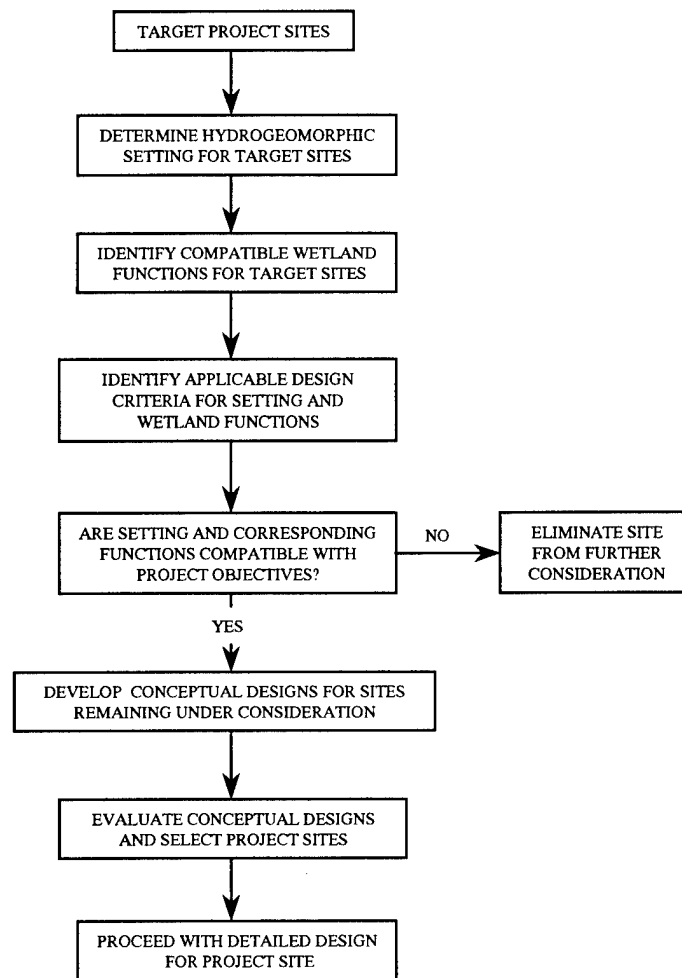 TARGET PROJECT SITES
DETERMINE HYDROGEOMORPHIC
SETTING FOR TARGET SITES
IDENTIFY COMPATIBLE WETLAND
FUNCTIONS FOR TARGET SITES
IDENTIFY APPLICABLE DESIGN
CRITERIA FOR SETTING AND
WETLAND FUNCTIONS
ARE SETTING AND CORRESPONDING
FUNCTIONS COMPATIBLE WITH
PROJECT OBJECTIVES?
NO
ELIMINATE SITE
FROM FURTHER
CONSIDERATION
YES
DEVELOP CONCEPTUAL DESIGNS FOR SITES
REMAINING UNDER CONSIDERATION
EVALUATE CONCEPTUAL DESIGNS
AND SELECT PROJECT SITES
PROCEED WITH DETAILED DESIGN
FOR PROJECT SITE